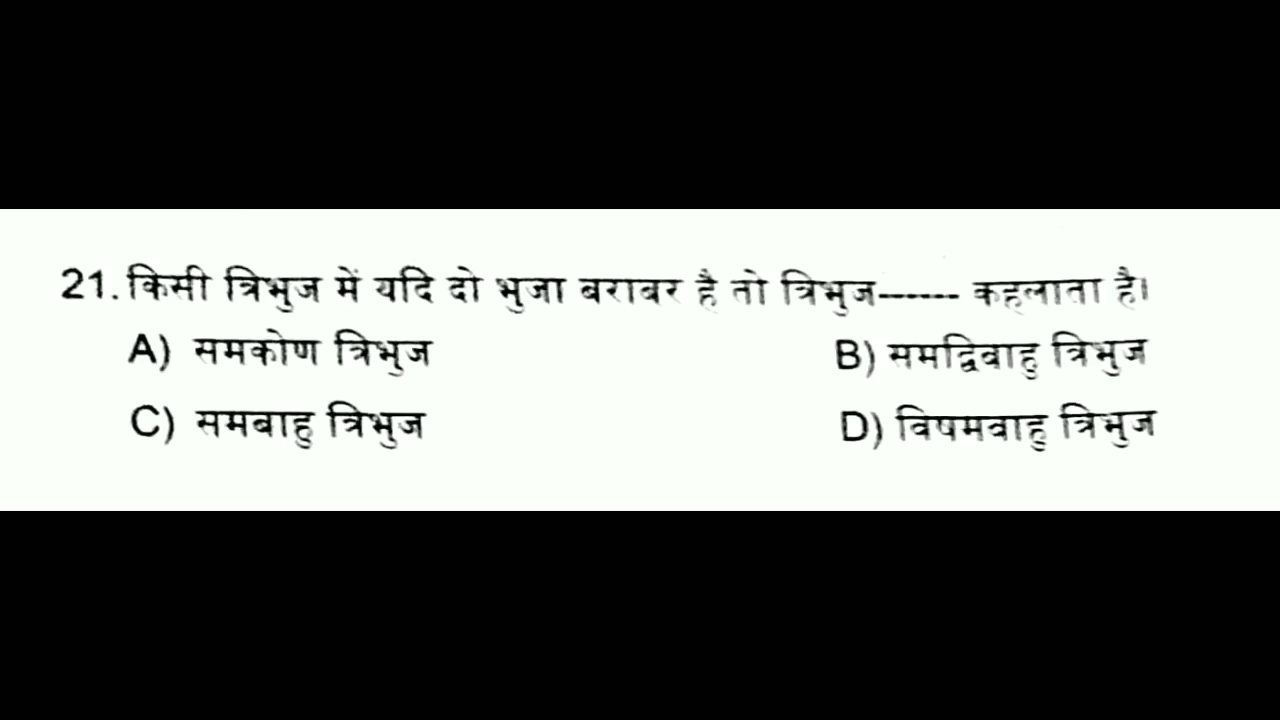 21. किसी त्रिभुज में यदि दो भुजा बराबर है तो त्रिभुज------ कहलाता है।
A) समकोण त्रिभुज B) समद्विबाहु त्रिभुज
C) समबाहु त्रिभुज D) विषमबाहु त्रिभुज